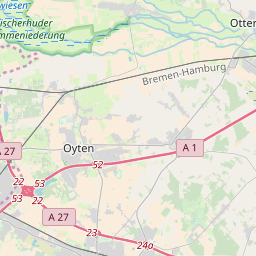 wiesen
ischerhuder
mmeniederung
Otter
Bremen-Hamburg
A 27
Oyten
A 1
52
22
53
53
22
A 27
23
24a